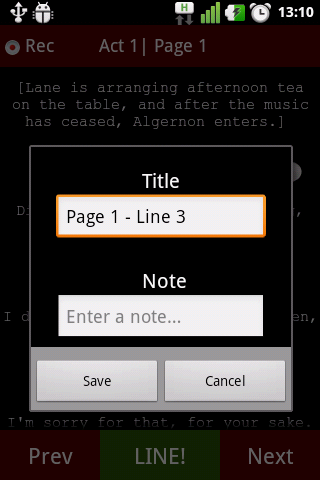 H
13:10
Rec
Act 1| Page 1
[Lane is arranging afternoon tea
on the table, and after the music
has ceased, Algernon enters.]
Title
Page 1 - Line 3
Note
Enter a note...
I d
en,
Save
Cancel
I'm sorry for that, for your sake.
Prev
LINE!
Next